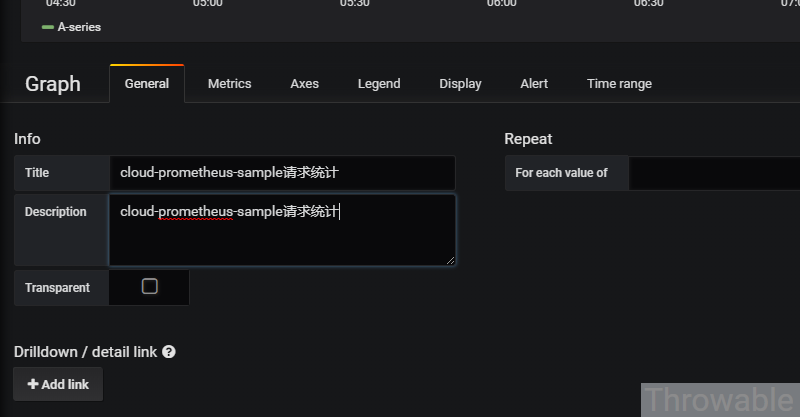 04:30 05:00 05:30 06:00 06:30 07:0
A-series
Graph General Metrics Axes Legend Display Alert Time range
Info Repeat
Title cloud-prometheus-sample请求统计 For each value of
Description cloud-prometheus-sample请求统计
Transparent
Drilldown / detail link
Add link
Throwable